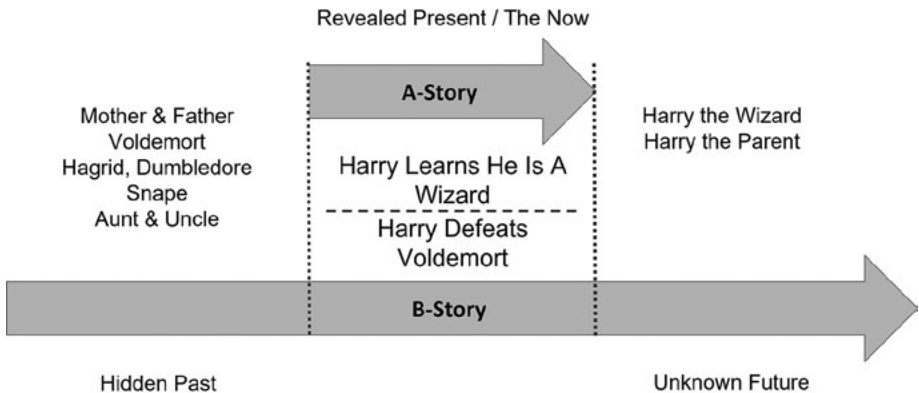 Revealed Present / The Now
A-Story
Mother & Father
Voldemort
Hagrid, Dumbledore
Snape
Aunt & Uncle
Harry Learns He Is A
Wizard
Harry Defeats
Voldemort
Harry the Wizard
Harry the Parent
B-Story
Hidden Past
Unknown Future